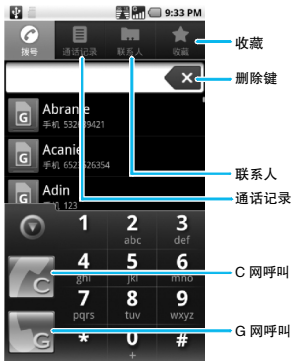 9:33 PM
拨号 通话记录 联系人 收藏
收藏
删除键
G Abranie
手机 532689421
G Acanie
手机 6523526354
联系人
通话记录
G Adin
手机 123
1 2 abc 3 def
4 ghi 5 jkl 6 mno
C
C 网呼叫
7 pqrs 8 tuv 9 wxyz
G
G 网呼叫
* 0 + #